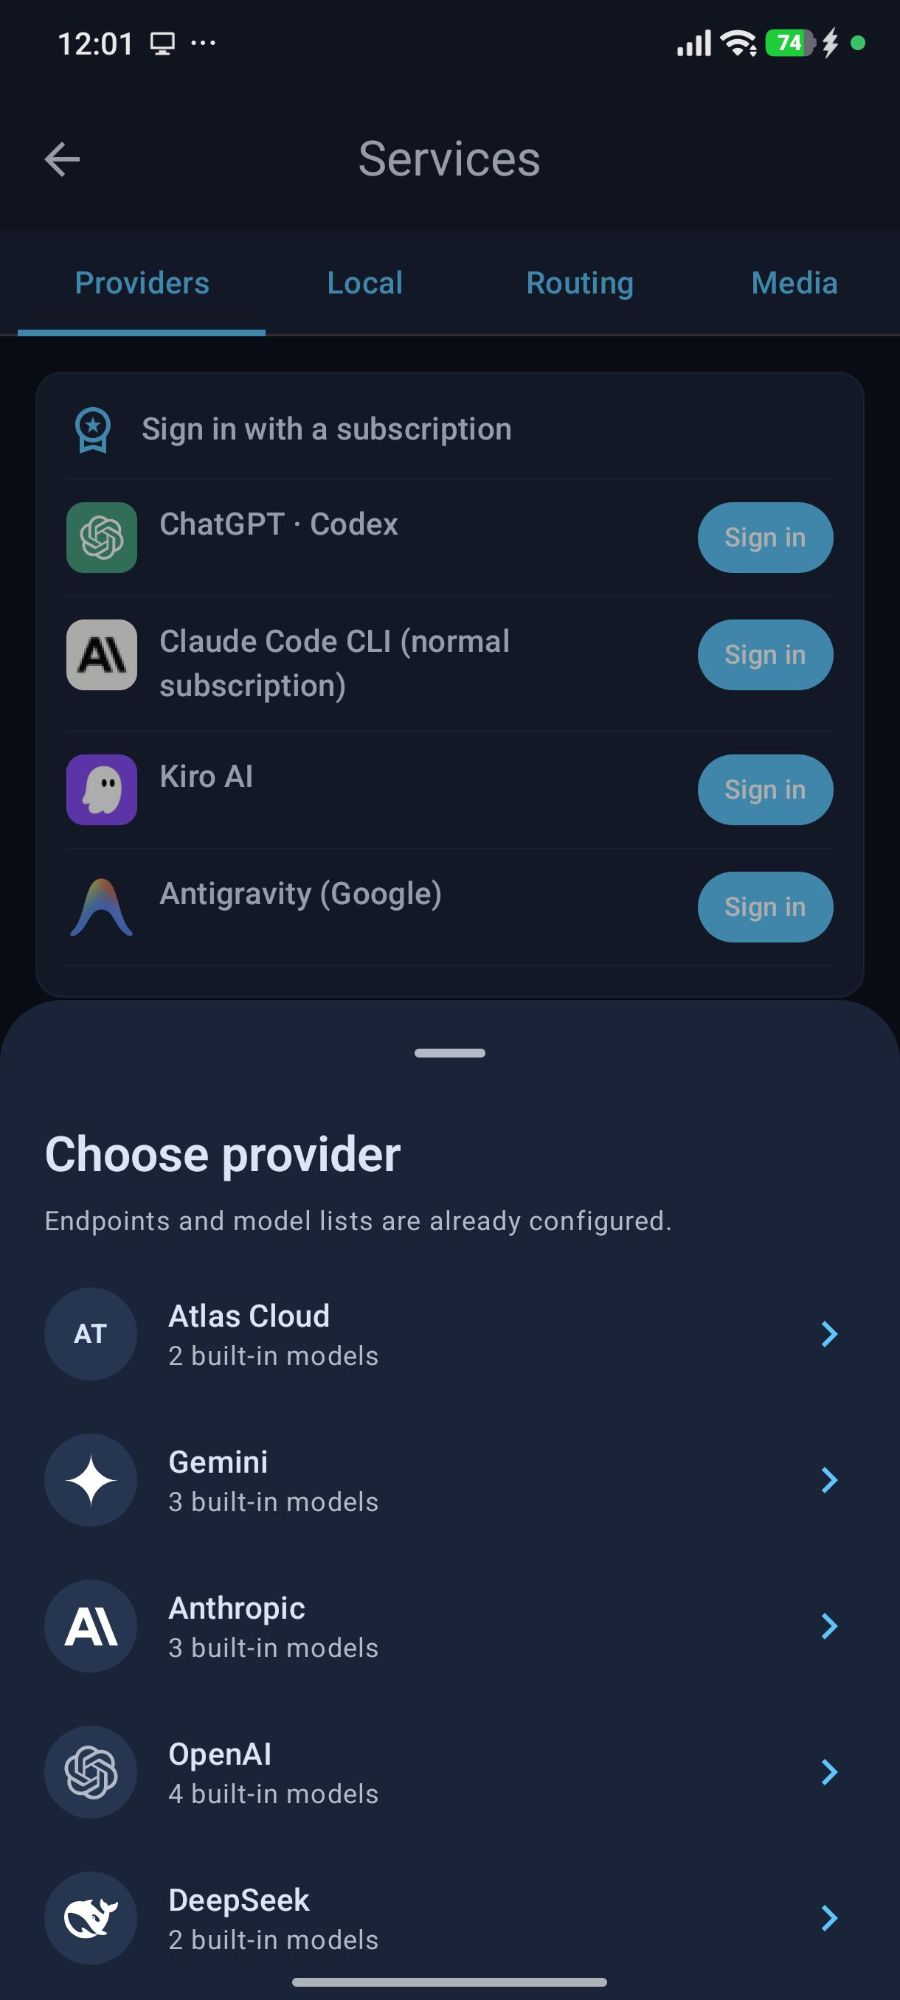 12:01
74
Services
Providers
Local
Routing
Media
Sign in with a subscription
ChatGPT · Codex
Sign in
Claude Code CLI (normal
subscription)
Sign in
Kiro AI
Sign in
Antigravity (Google)
Sign in
Choose provider
Endpoints and model lists are already configured.
AT
Atlas Cloud
2 built-in models
Gemini
3 built-in models
Anthropic
3 built-in models
OpenAI
4 built-in models
DeepSeek
2 built-in models